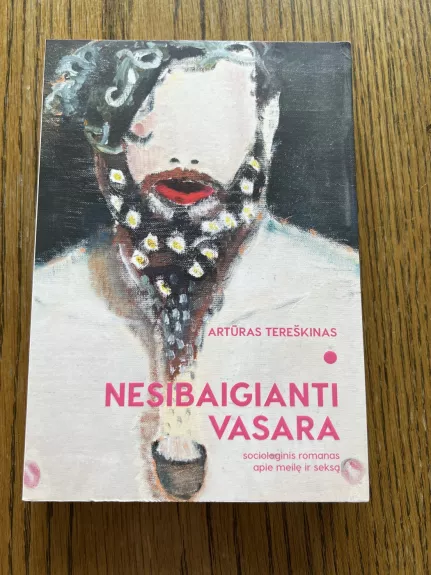 ARTŪRAS TEREŠKINAS
NESIBAIGIANTI
VASARA
sociologinis romanas
apie meilę ir seksą